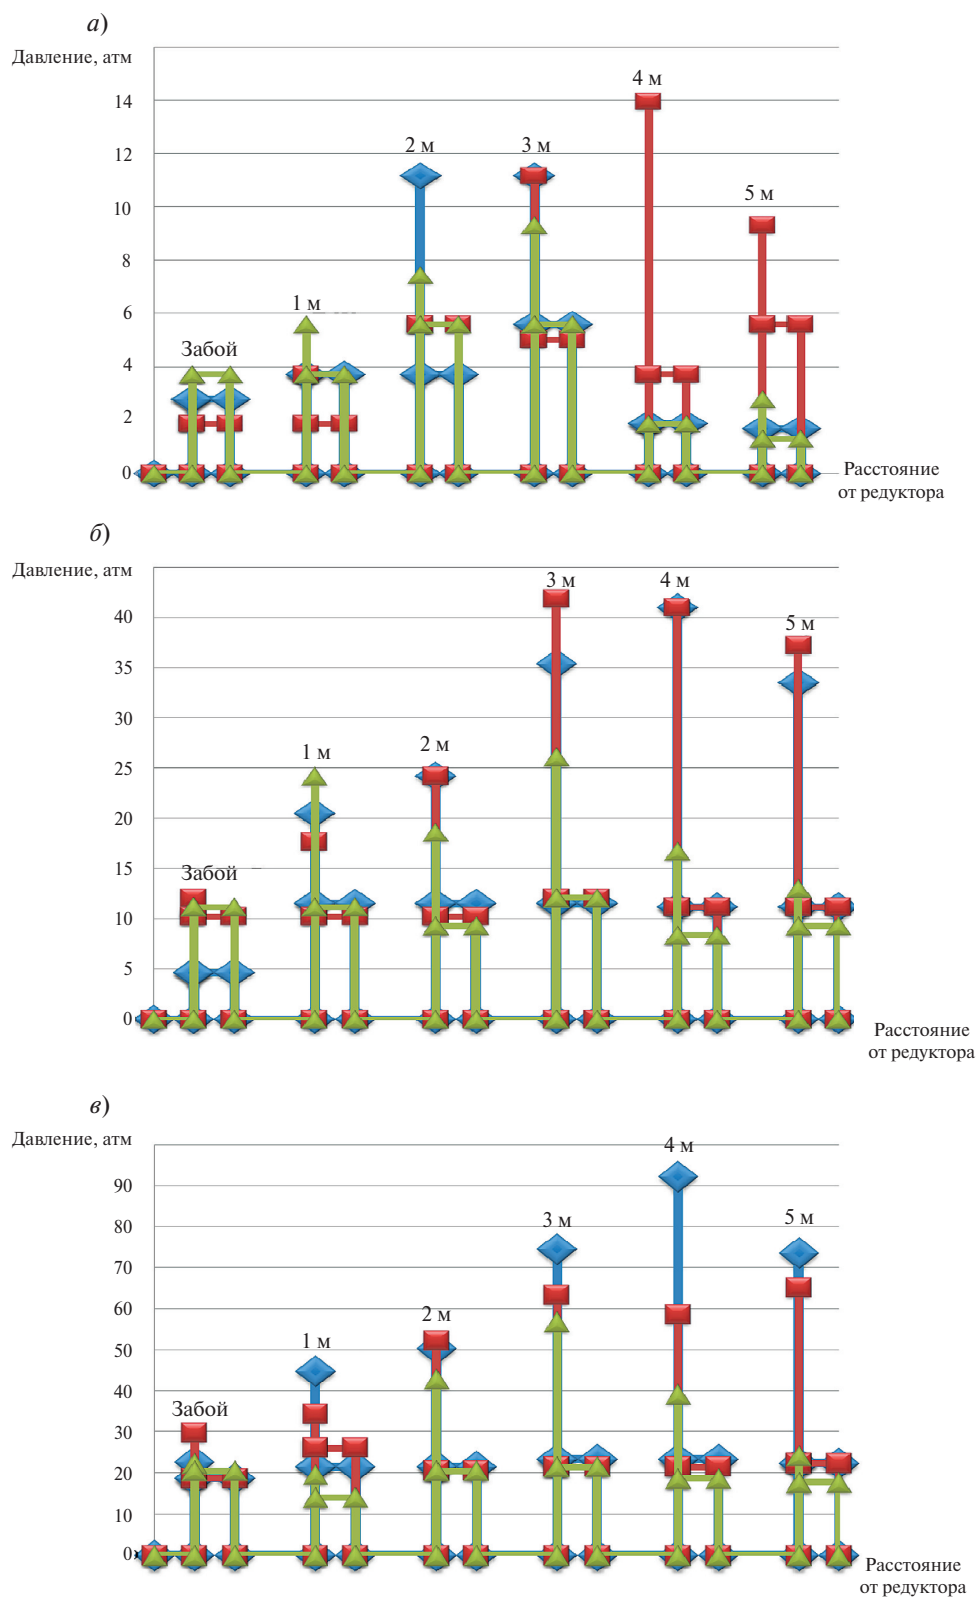 а)
Давление, атм
4 м
14
2 м
3 м
12
5 м
10
8
1 м
6
Забой
4
2
0
Расстояние
от редуктора
б)
Давление, атм
3 м
4 м
40
5 м
35
30
1 м
2 м
25
20
15
Забой
10
5
0
Расстояние
от редуктора
в)
Давление, атм
4 м
90
80
3 м
5 м
70
60
2 м
1 м
50
40
Забой
30
20
10
0
Расстояние
от редуктора